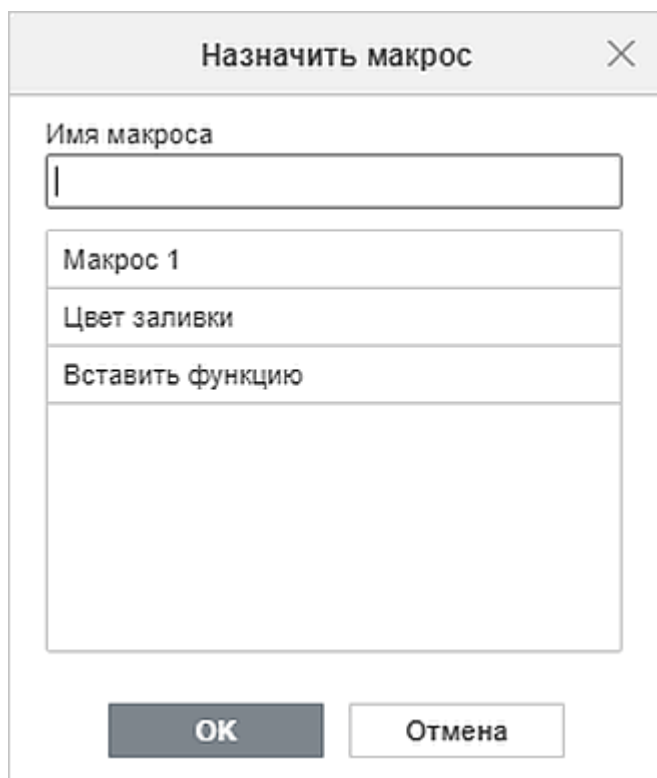 Назначить макрос
Имя макроса
Макрос 1
Цвет заливки
Вставить функцию
OK
Отмена